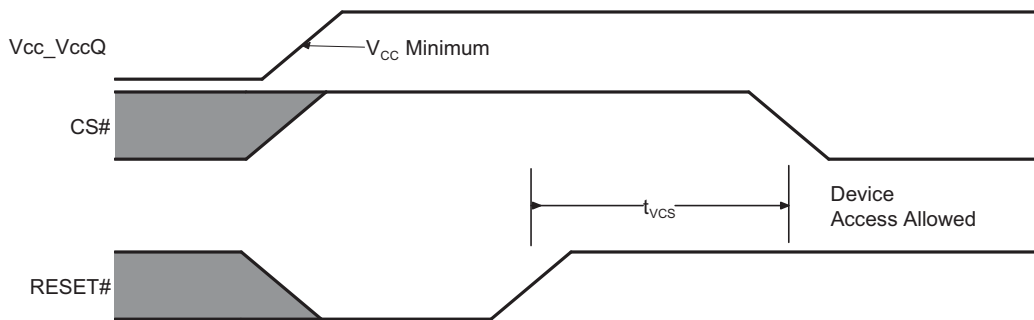 Vcc_VccQ
VCC Minimum
CS#
tVCS
Device
Access Allowed
RESET#